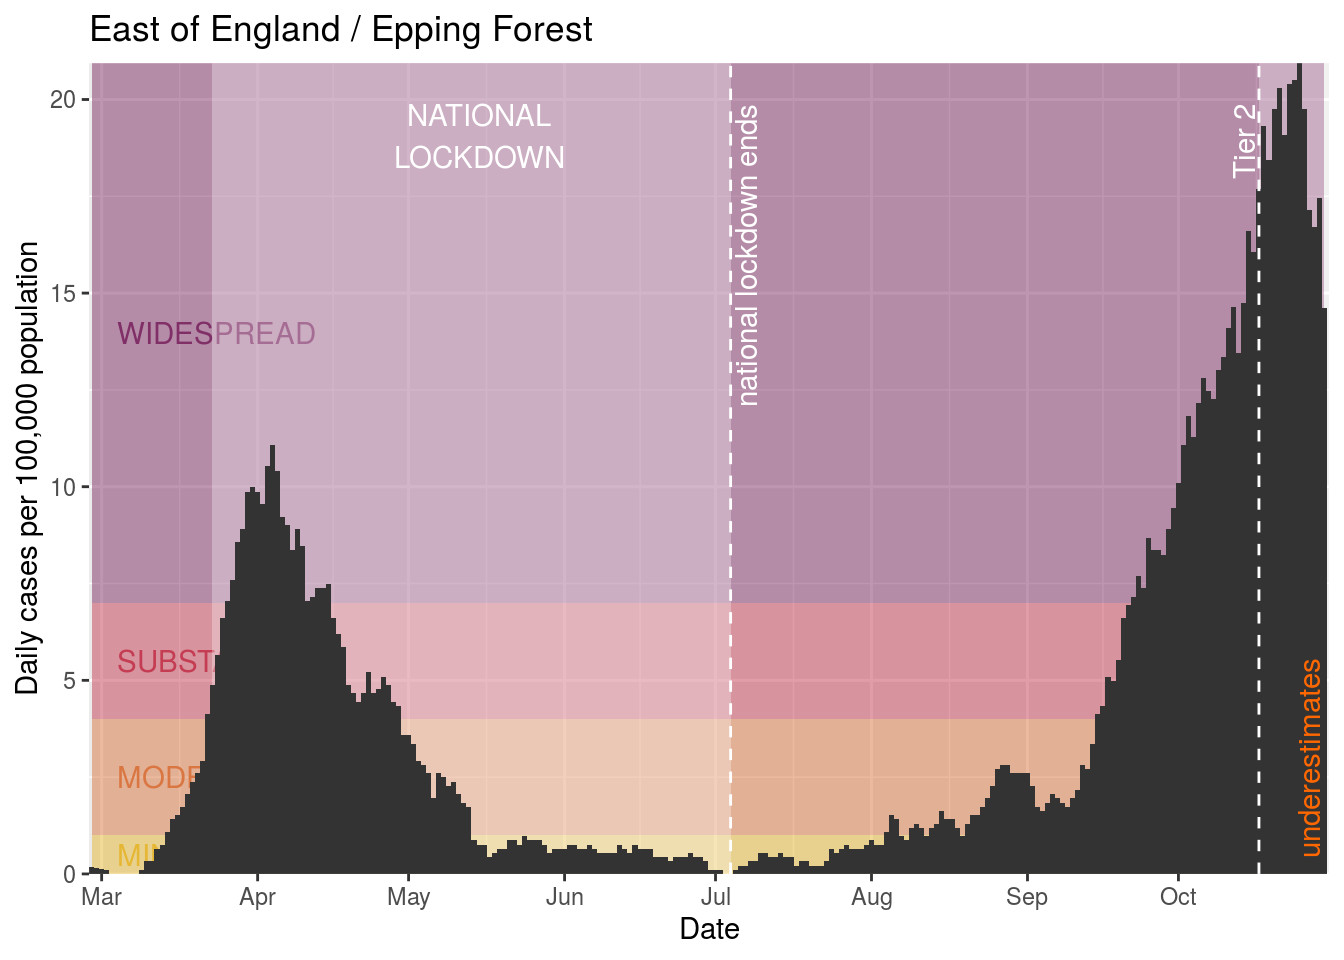 East of England / Epping Forest
Daily cases per 100,000 population
20
15
10
5
0
NATIONAL
LOCKDOWN
national lockdown ends
Tier 2
WIDESPREAD
SUBST
MODE
MI
underestimates
Mar Apr May Jun Jul Aug Sep Oct
Date